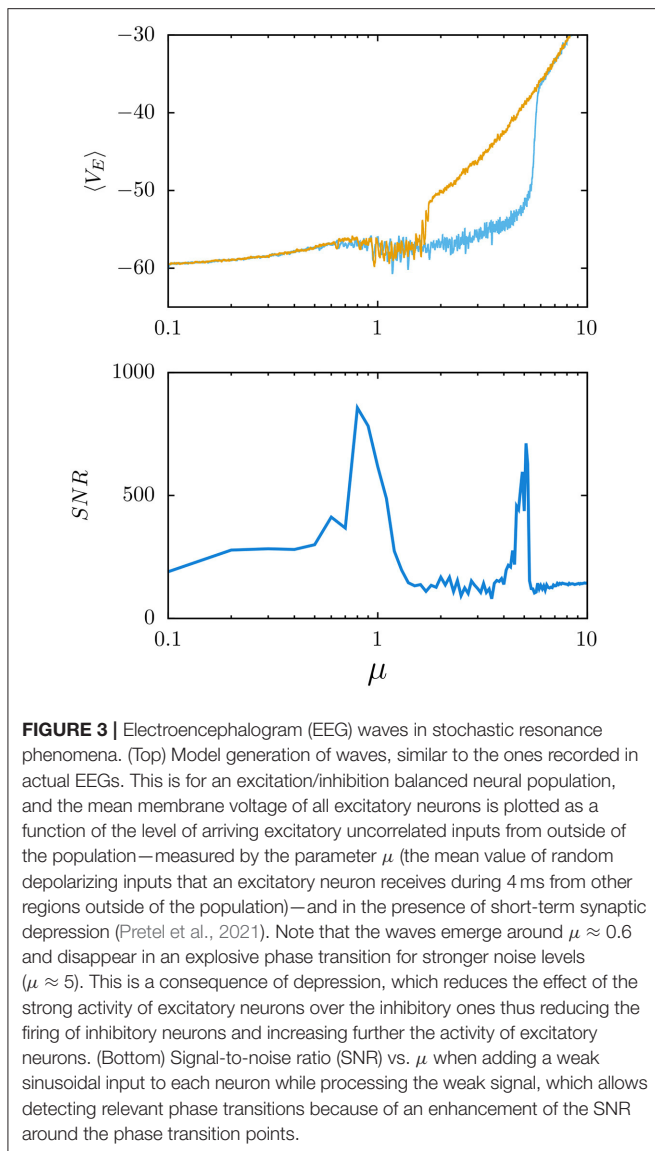 −30
−40
−50
−60
⟨V_E⟩
0.1 1 10
1000
500
0
SNR
0.1 1 10
μ
FIGURE 3 | Electroencephalogram (EEG) waves in stochastic resonance
phenomena. (Top) Model generation of waves, similar to the ones recorded in
actual EEGs. This is for an excitation/inhibition balanced neural population,
and the mean membrane voltage of all excitatory neurons is plotted as a
function of the level of arriving excitatory uncorrelated inputs from outside of
the population—measured by the parameter μ (the mean value of random
depolarizing inputs that an excitatory neuron receives during 4 ms from other
regions outside of the population)—and in the presence of short-term synaptic
depression (Pretel et al., 2021). Note that the waves emerge around μ ≈ 0.6
and disappear in an explosive phase transition for stronger noise levels
(μ ≈ 5). This is a consequence of depression, which reduces the effect of the
strong activity of excitatory neurons over the inhibitory ones thus reducing the
firing of inhibitory neurons and increasing further the activity of excitatory
neurons. (Bottom) Signal-to-noise ratio (SNR) vs. μ when adding a weak
sinusoidal input to each neuron while processing the weak signal, which allows
detecting relevant phase transitions because of an enhancement of the SNR
around the phase transition points.